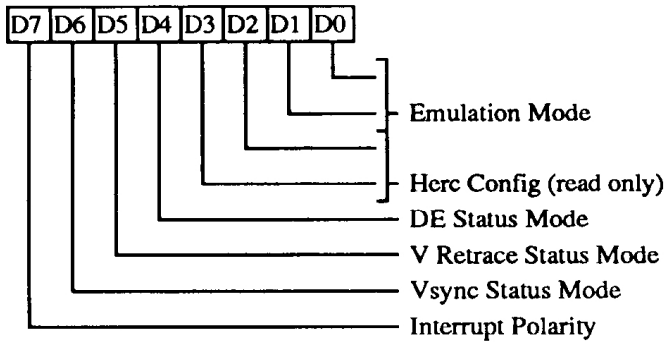 D7 D6 D5 D4 D3 D2 D1 D0
Emulation Mode
Herc Config (read only)
DE Status Mode
V Retrace Status Mode
Vsync Status Mode
Interrupt Polarity